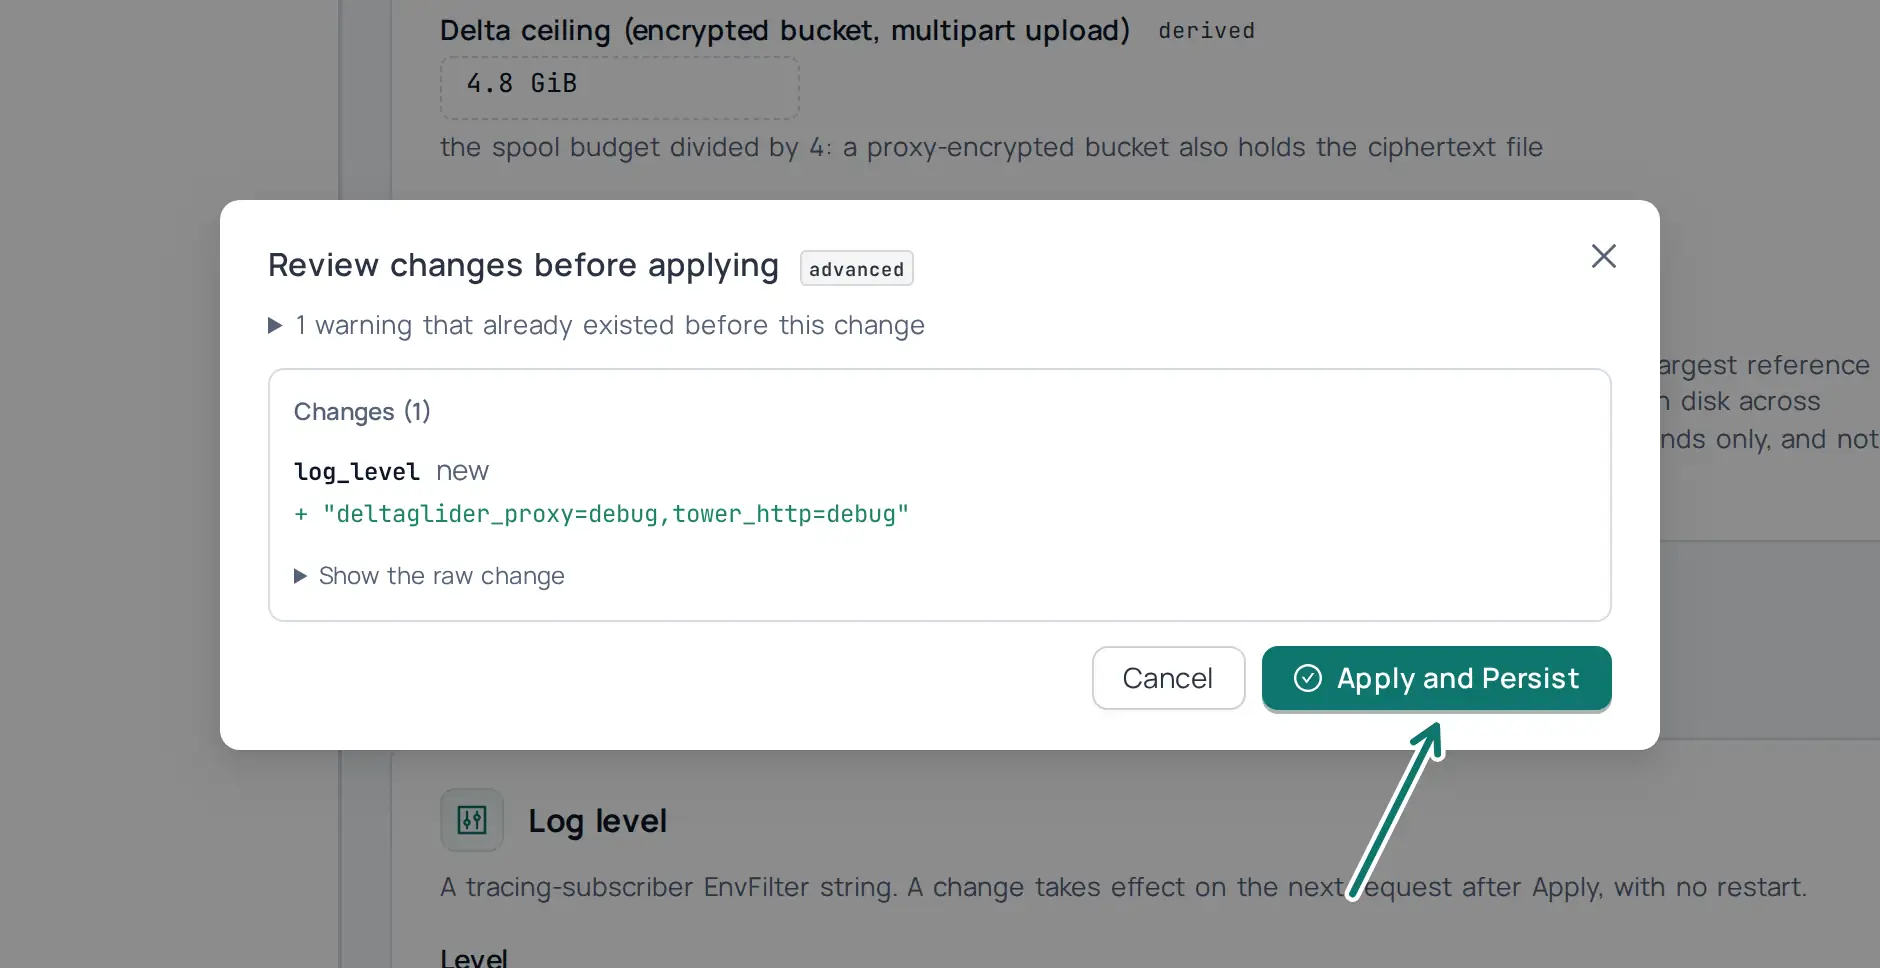 Delta ceiling (encrypted bucket, multipart upload) derived
4.8 GiB
the spool budget divided by 4: a proxy-encrypted bucket also holds the ciphertext file
Review changes before applying advanced
1 warning that already existed before this change
Changes (1)
log_level new
+ "deltaglider_proxy=debug,tower_http=debug"
Show the raw change
Cancel
Apply and Persist
reference
disk across
only, and not
Log level
A tracing-subscriber EnvFilter string. A change takes effect on the next request after Apply, with no restart.
Level